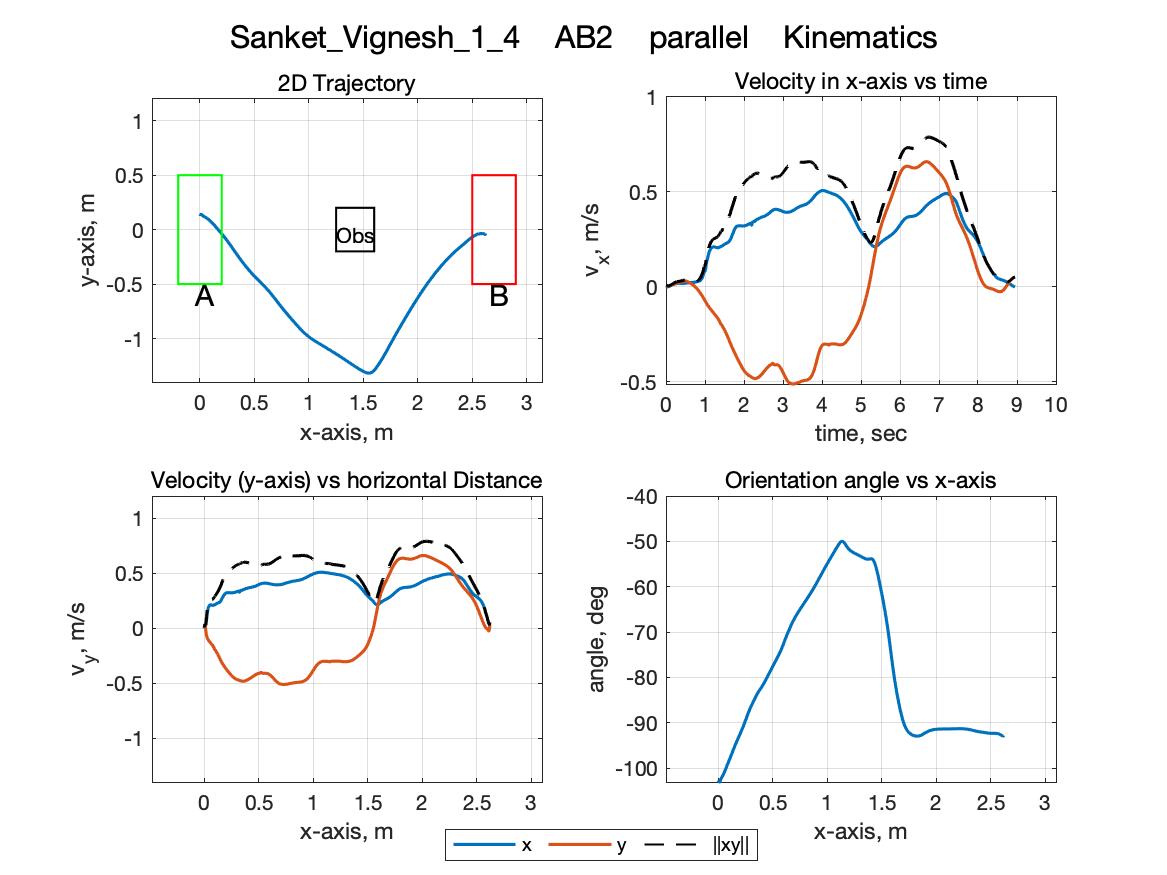 Sanket_Vignesh_1_4 AB2 parallel Kinematics
2D Trajectory
1
0.5
0
-0.5
-1
y-axis, m
A
Obs
B
0 0.5 1 1.5 2 2.5 3
x-axis, m
Velocity in x-axis vs time
1
0.5
0
-0.5
vx, m/s
0 1 2 3 4 5 6 7 8 9 10
time, sec
Velocity (y-axis) vs horizontal Distance
1
0.5
0
-0.5
-1
vy, m/s
0 0.5 1 1.5 2 2.5 3
x-axis, m
Orientation angle vs x-axis
-40
-50
-60
-70
-80
-90
-100
angle, deg
0 0.5 1 1.5 2 2.5 3
x-axis, m
x y ||xy||